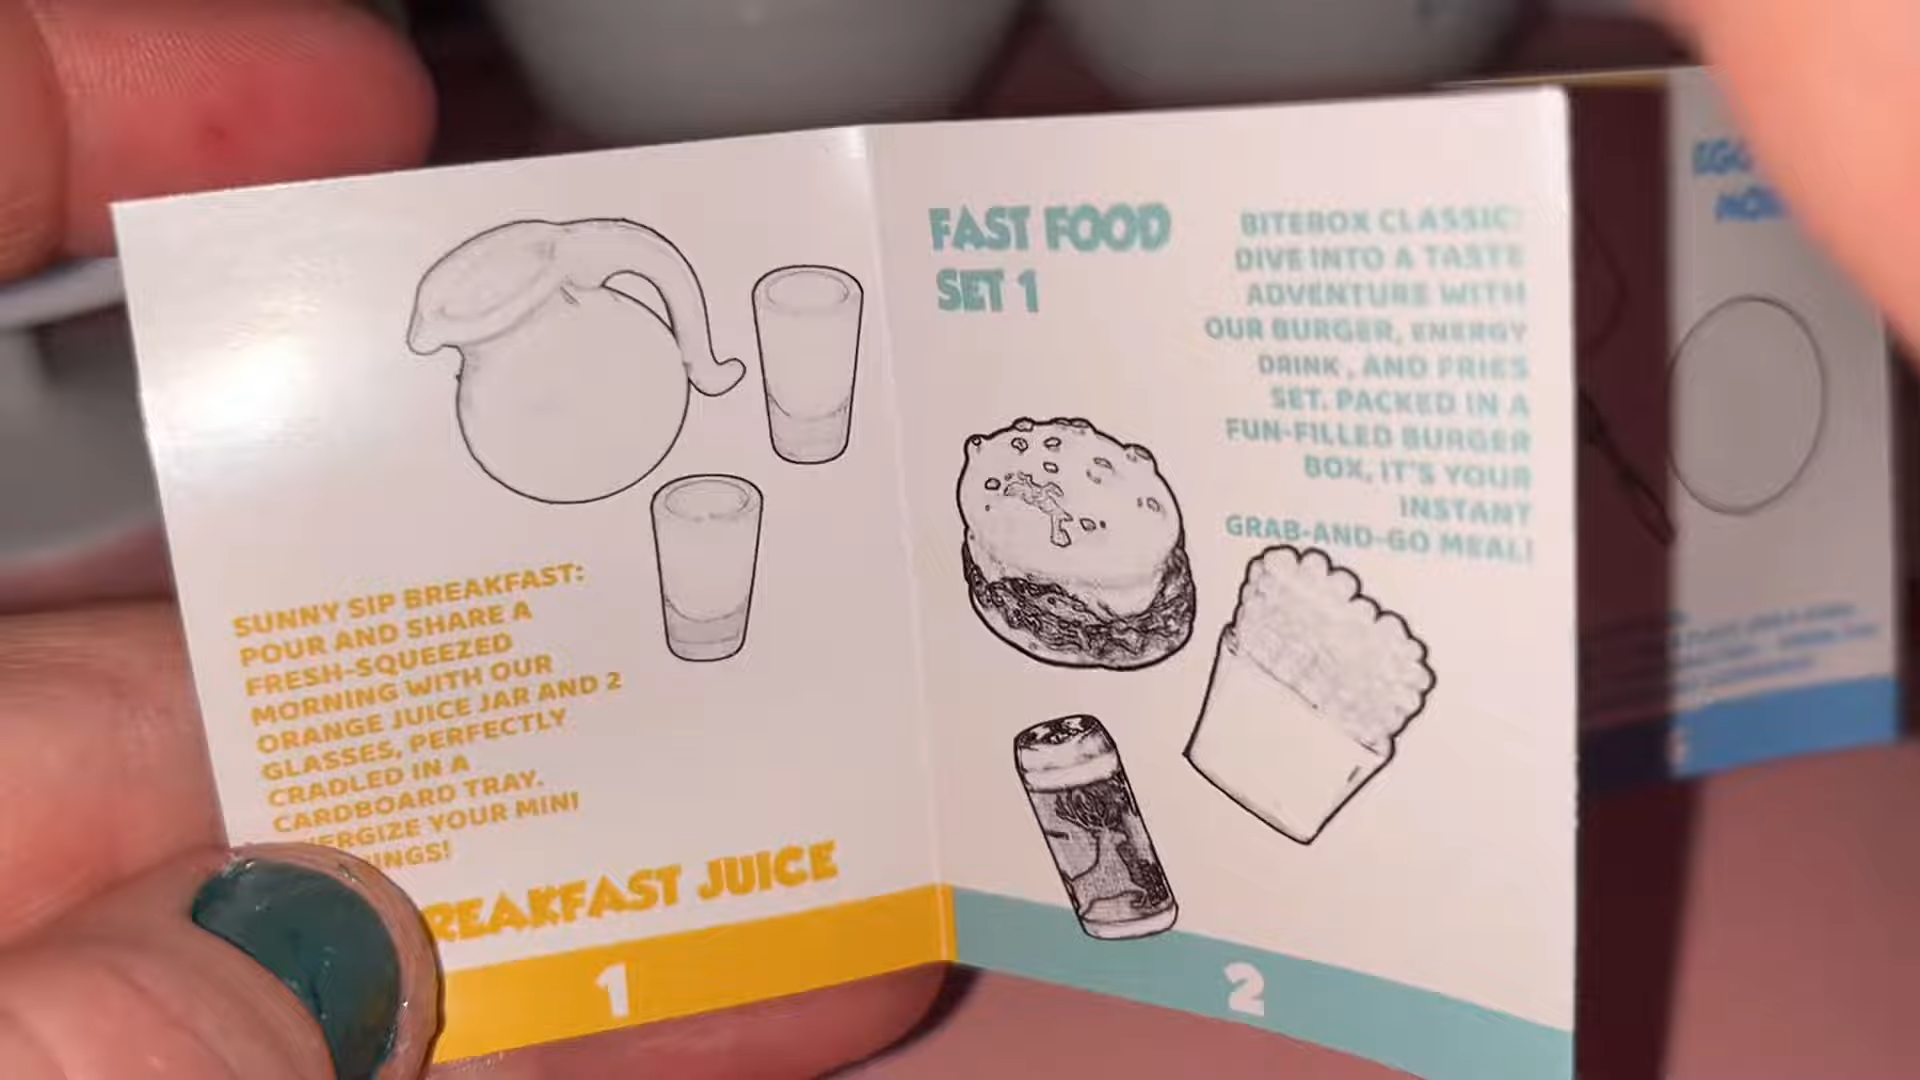 SUNNY SIP BREAKFAST:
POUR AND SHARE A
FRESH-SQUEEZED
MORNING WITH OUR
ORANGE JUICE JAR AND 2
GLASSES, PERFECTLY
CRADLED IN A
CARDBOARD TRAY.
YOUR MINI
REAKFAST JUICE
1
FAST FOOD
SET 1
BITEBOX CLASSIC:
DIVE INTO A TASTE
ADVENTURE WITH
OUR BURGER, ENERGY
DRINK, AND FRIES
SET. PACKED IN A
FUN-FILLED BURGER
BOX, IT'S YOUR
INSTANT
GRAB-AND-GO MEAL!
2